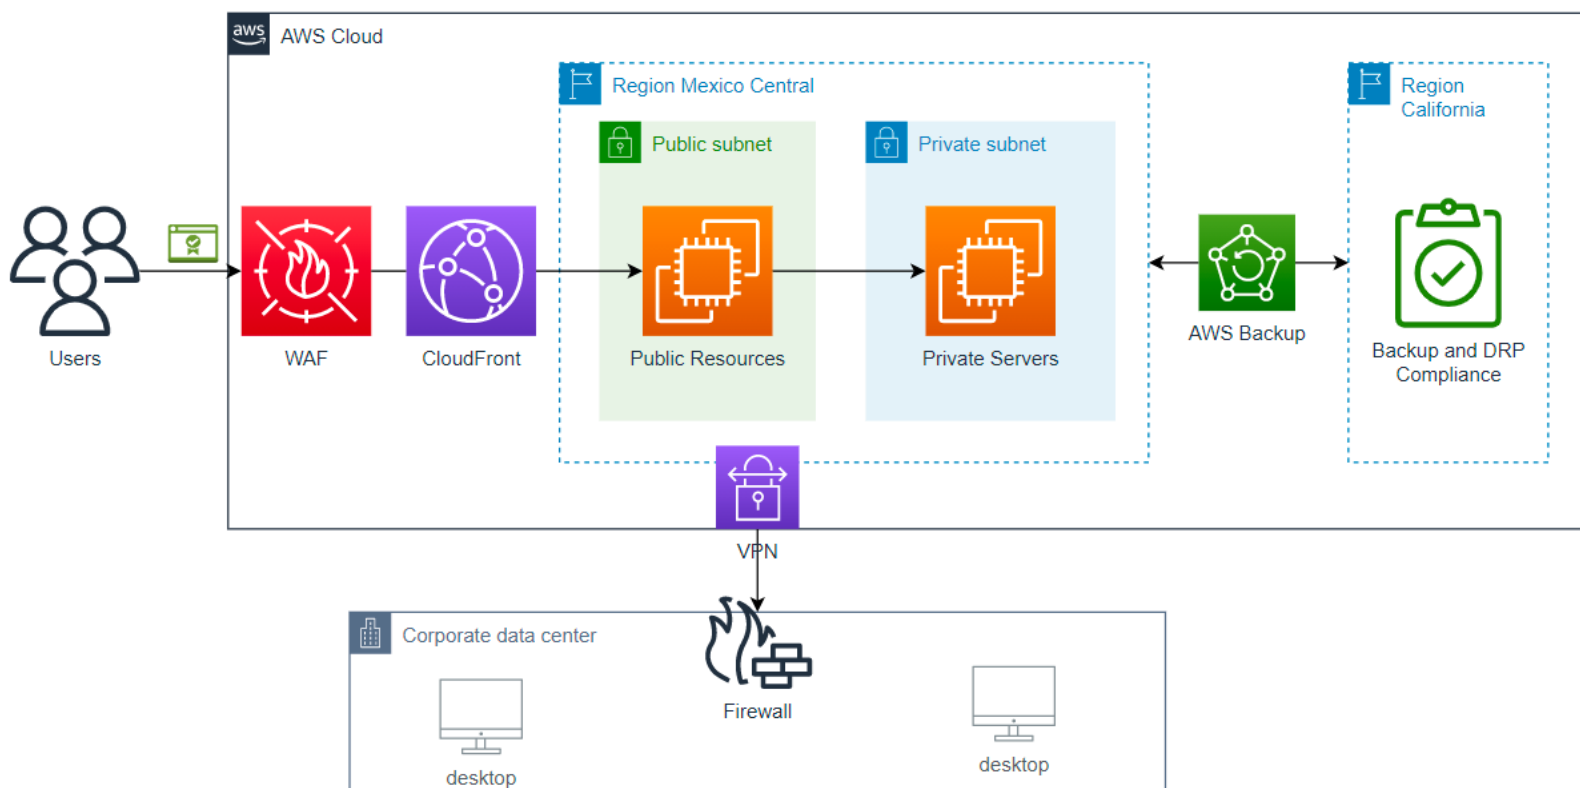 aws
AWS Cloud
Region Mexico Central
Region
California
Public subnet
Private subnet
Users
WAF
CloudFront
Public Resources
Private Servers
AWS Backup
Backup and DRP
Compliance
VPN
Corporate data center
Firewall
desktop
desktop